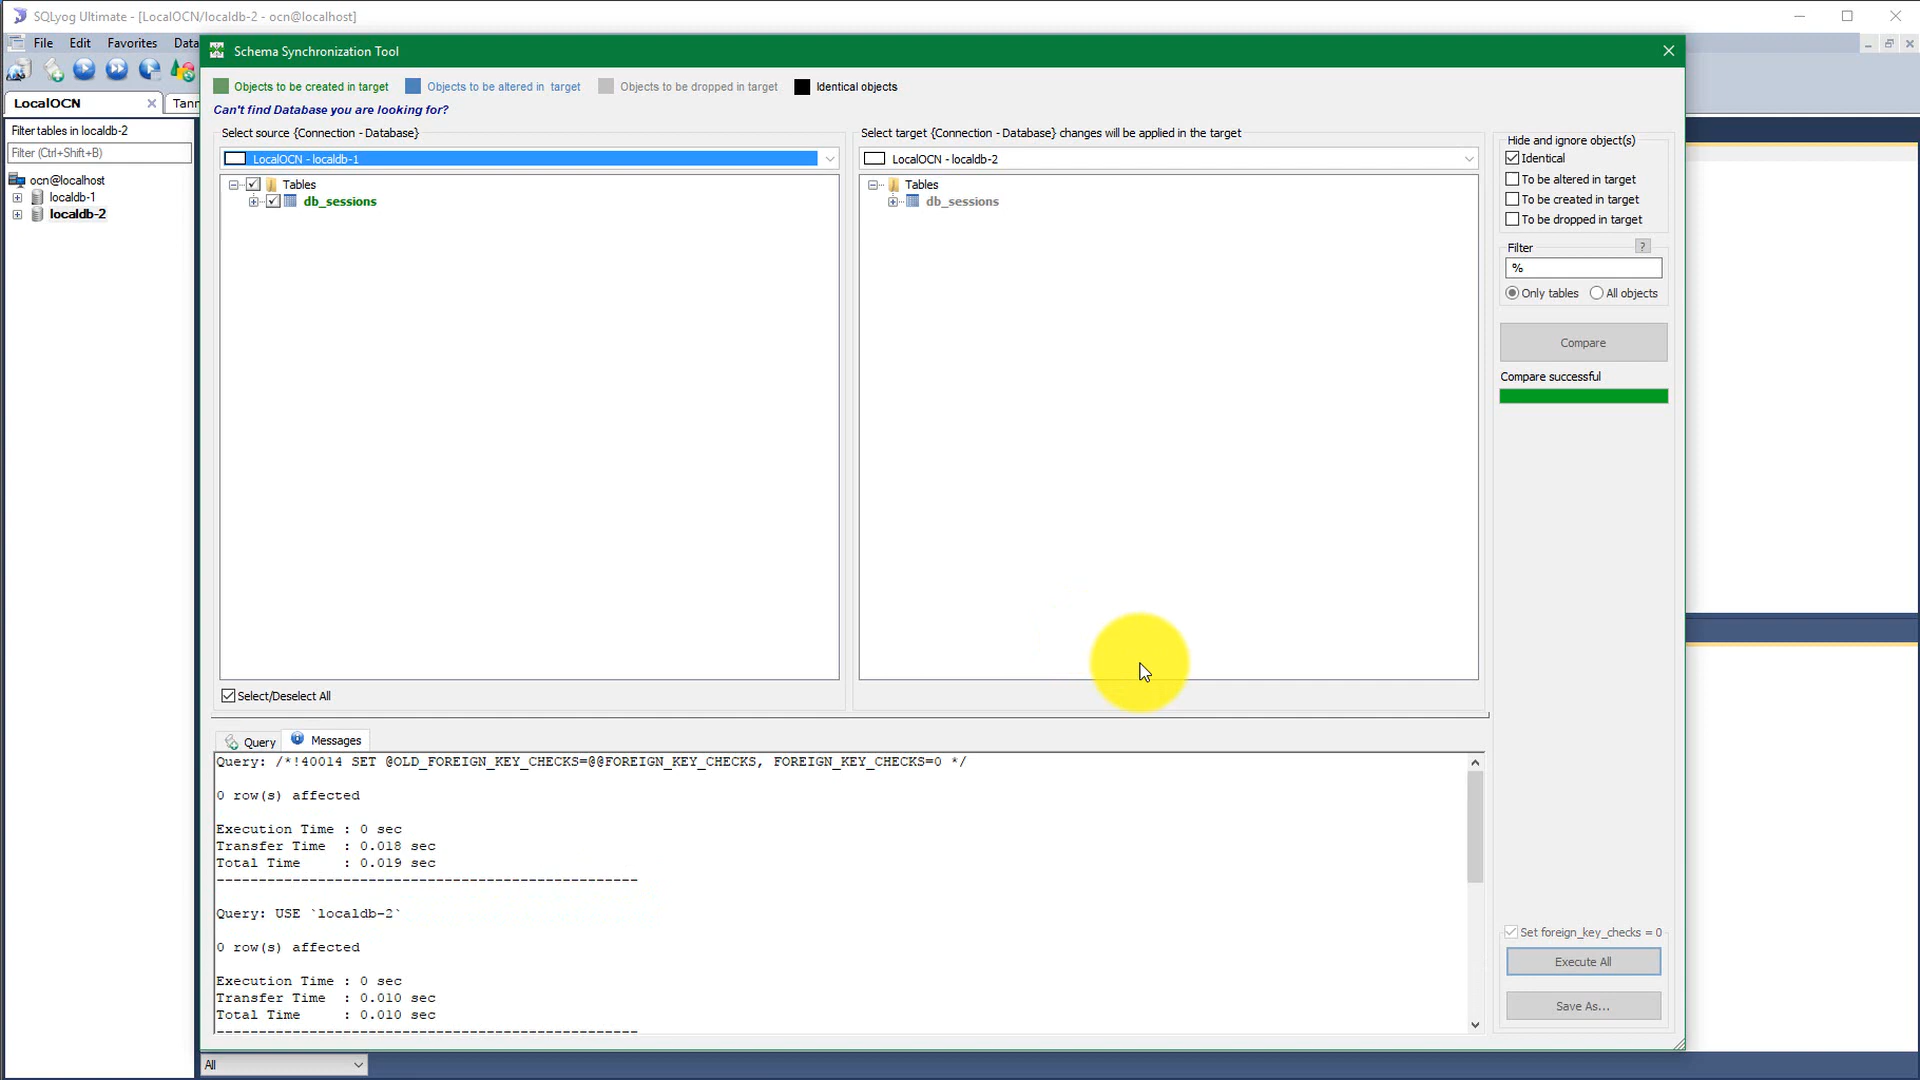 SQLyog Ultimate - [LocalOCN/localdb-2 - ocn@localhost]
File Edit Favorites Data
Schema Synchronization Tool
LocalOCN
Tann
Filter tables in localdb-2
Filter (Ctrl+Shift+B)
ocn@localhost
localdb-1
localdb-2
Objects to be created in target
Objects to be altered in target
Objects to be dropped in target
Identical objects
Can't find Database you are looking for?
Select source {Connection - Database}
LocalOCN - localdb-1
Tables
db_sessions
Select/Deselect All
Select target {Connection - Database} changes will be applied in the target
LocalOCN - localdb-2
Tables
db_sessions
Hide and ignore object(s)
Identical
To be altered in target
To be created in target
To be dropped in target
Filter
?
%
Only tables
All objects
Compare
Compare successful
Query
Messages
Query: /*!40014 SET @OLD_FOREIGN_KEY_CHECKS=@@FOREIGN_KEY_CHECKS, FOREIGN_KEY_CHECKS=0 */
0 row(s) affected
Execution Time : 0 sec
Transfer Time : 0.018 sec
Total Time : 0.019 sec
--------------------------------------------------
Query: USE `localdb-2`
0 row(s) affected
Execution Time : 0 sec
Transfer Time : 0.010 sec
Total Time : 0.010 sec
--------------------------------------------------
Set foreign_key_checks = 0
Execute All
Save As...
All